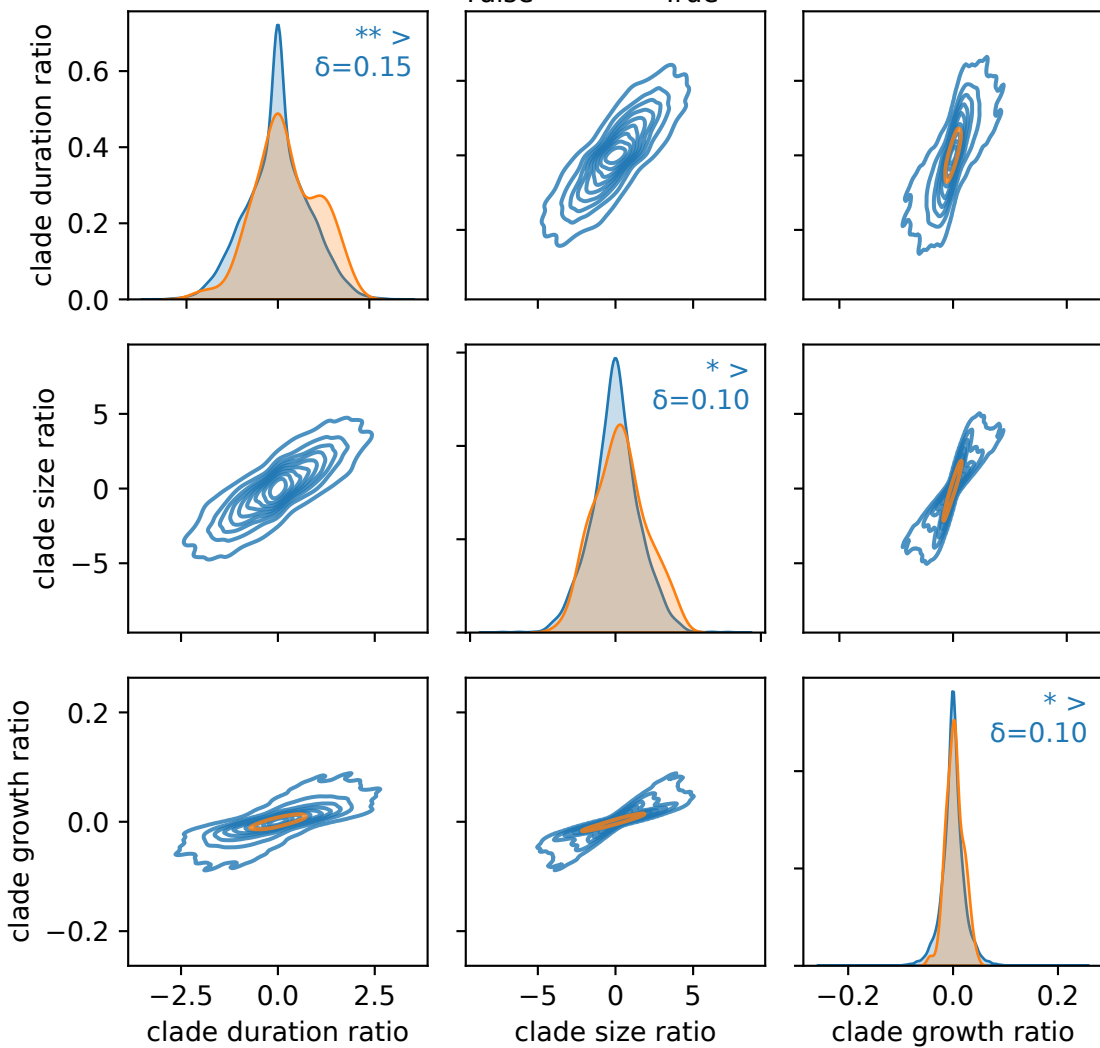 clade duration ratio
0.6
0.4
0.2
0.0
** >
δ=0.15
clade size ratio
5
0
−5
* >
δ=0.10
clade growth ratio
0.2
0.0
−0.2
* >
δ=0.10
−2.5 0.0 2.5
−5 0 5
−0.2 0.0 0.2
clade duration ratio
clade size ratio
clade growth ratio